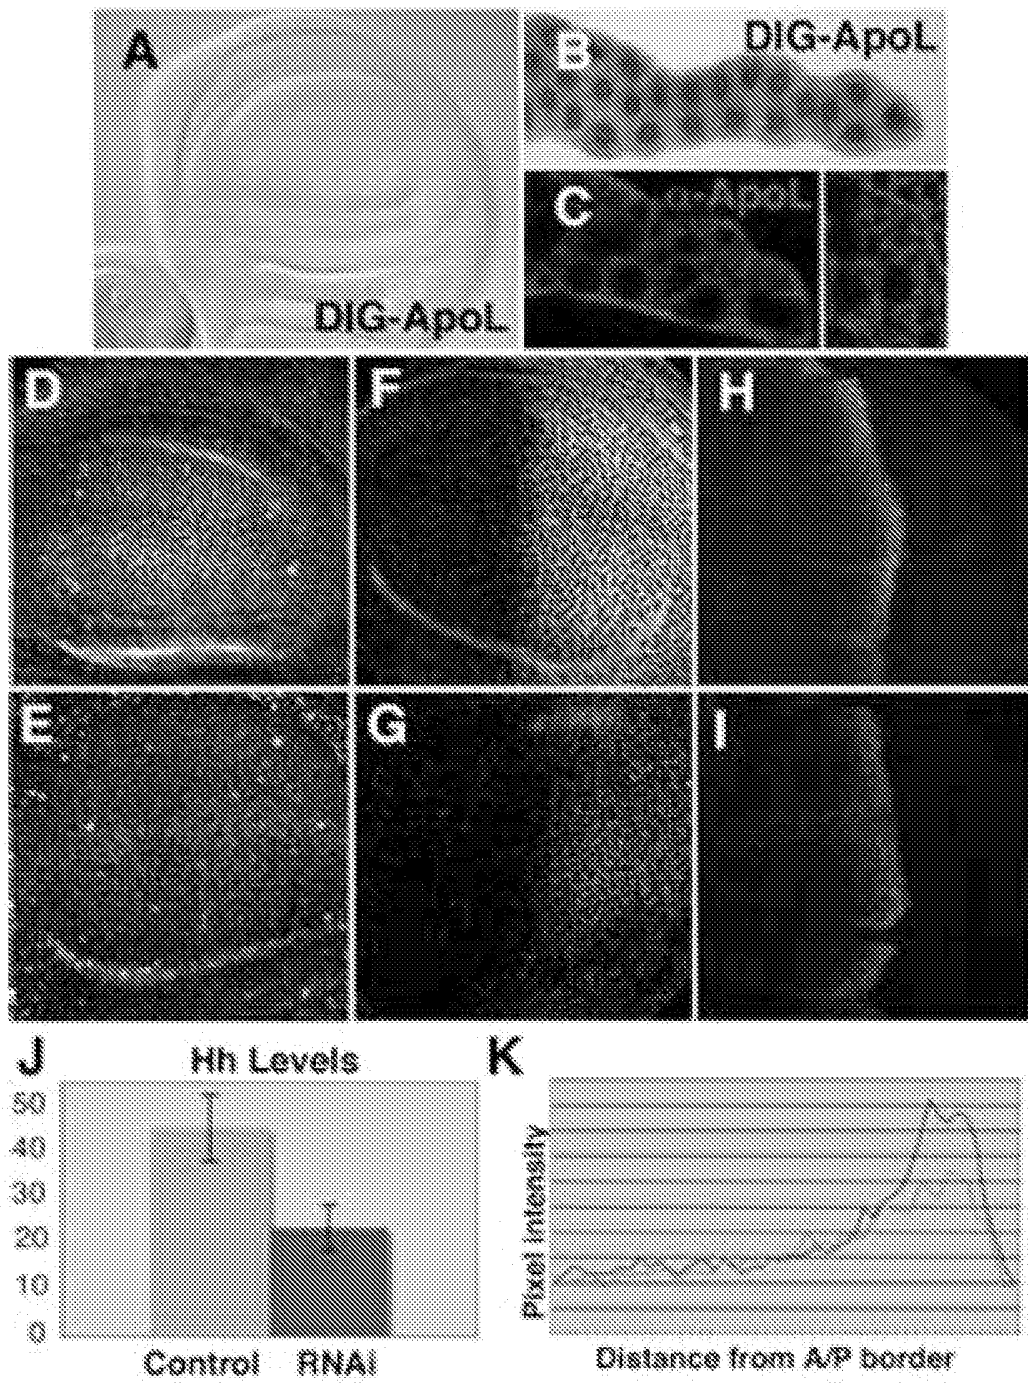 A
DIG-ApoL
B
DIG-ApoL
C
-ApoL
D
F
H
E
G
I
J
Hh Levels
50
40
30
20
10
0
Control RNAi
K
Pixel intensity
Distance from A/P border